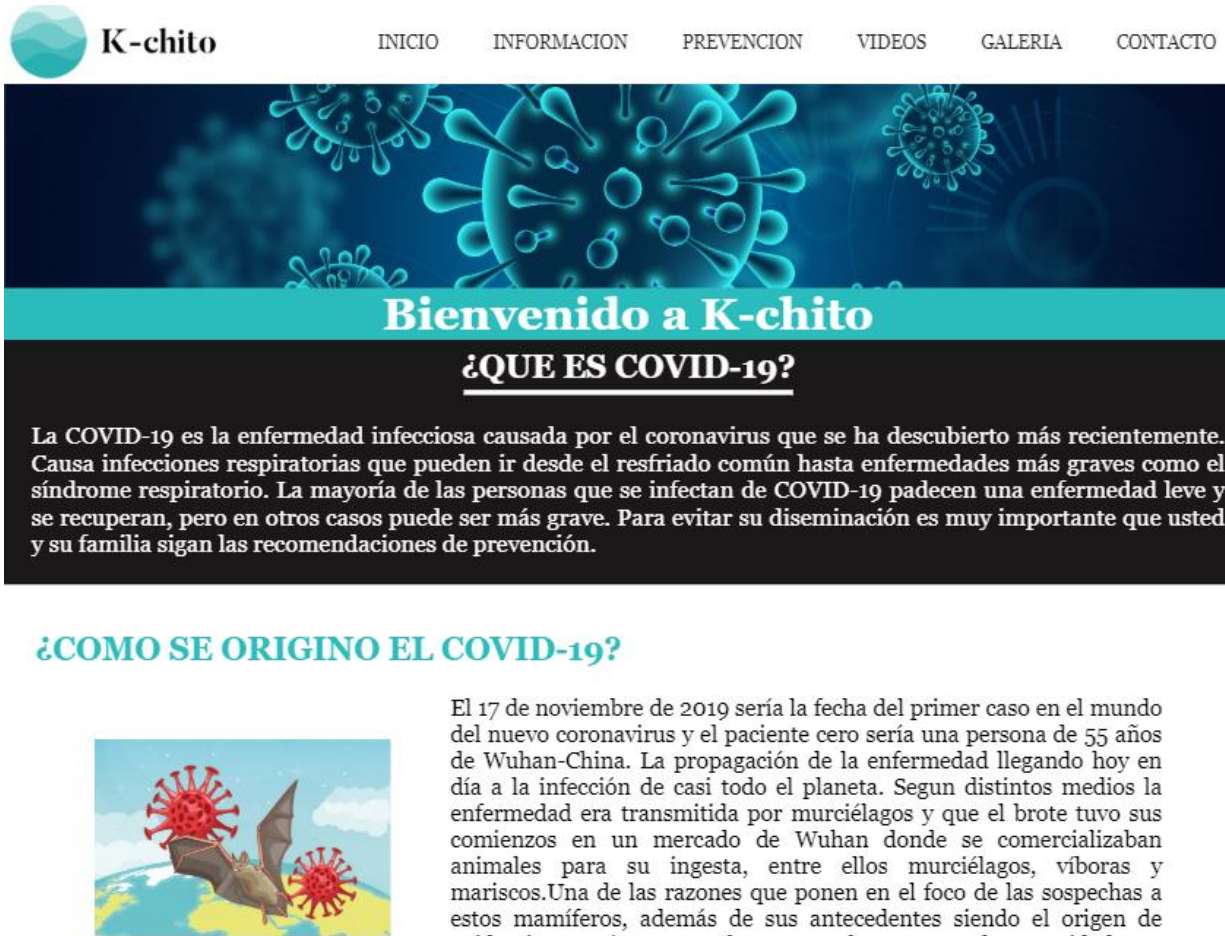 K-chito
INICIO INFORMACION PREVENCION VIDEOS GALERIA CONTACTO
Bienvenido a K-chito
¿QUE ES COVID-19?
La COVID-19 es la enfermedad infecciosa causada por el coronavirus que se ha descubierto más recientemente.
Causa infecciones respiratorias que pueden ir desde el resfriado común hasta enfermedades más graves como el
síndrome respiratorio. La mayoría de las personas que se infectan de COVID-19 padecen una enfermedad leve y
se recuperan, pero en otros casos puede ser más grave. Para evitar su diseminación es muy importante que usted
y su familia sigan las recomendaciones de prevención.
¿COMO SE ORIGINO EL COVID-19?
El 17 de noviembre de 2019 sería la fecha del primer caso en el mundo
del nuevo coronavirus y el paciente cero sería una persona de 55 años
de Wuhan-China. La propagación de la enfermedad llegando hoy en
día a la infección de casi todo el planeta. Segun distintos medios la
enfermedad era transmitida por murciélagos y que el brote tuvo sus
comienzos en un mercado de Wuhan donde se comercializaban
animales para su ingesta, entre ellos murciélagos, víboras y
mariscos.Una de las razones que ponen en el foco de las sospechas a
estos mamíferos, además de sus antecedentes siendo el origen de